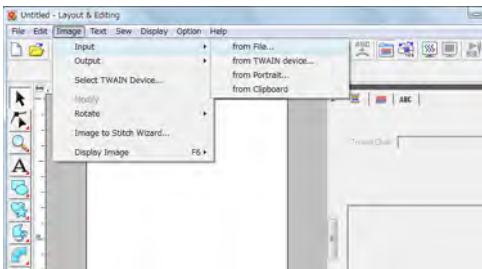 Untitled - Layout & Editing
File Edit Image Text Sew Display Option Help
Input
Output
Select TWAIN Device...
Modify
Rotate
Image to Stitch Wizard...
Display Image F6
from File...
from TWAIN device...
from Portrait...
from Clipboard
ABC
A